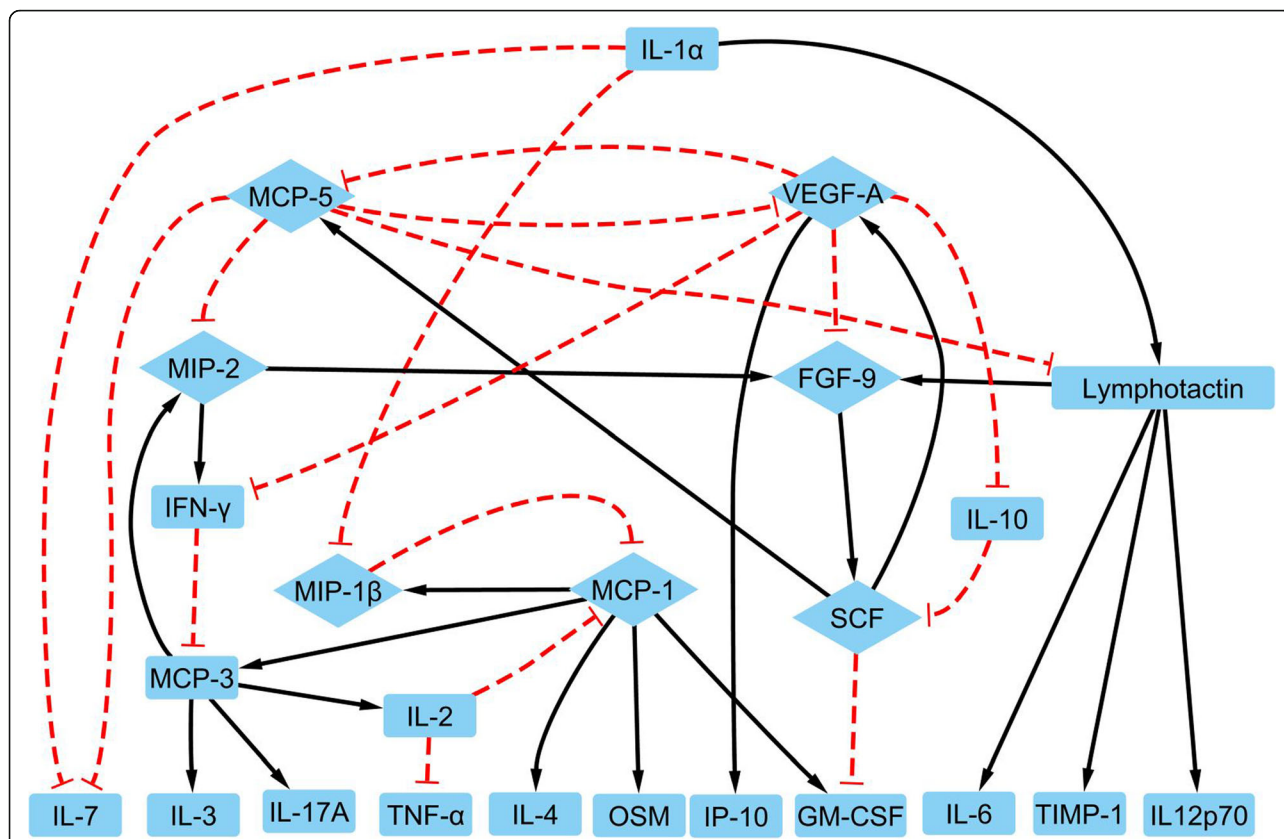 IL-1α
MCP-5
VEGF-A
MIP-2
FGF-9
Lymphotactin
IFN-γ
IL-10
MIP-1β
MCP-1
SCF
MCP-3
IL-2
IL-7
IL-3
IL-17A
TNF-α
IL-4
OSM
IP-10
GM-CSF
IL-6
TIMP-1
IL12p70